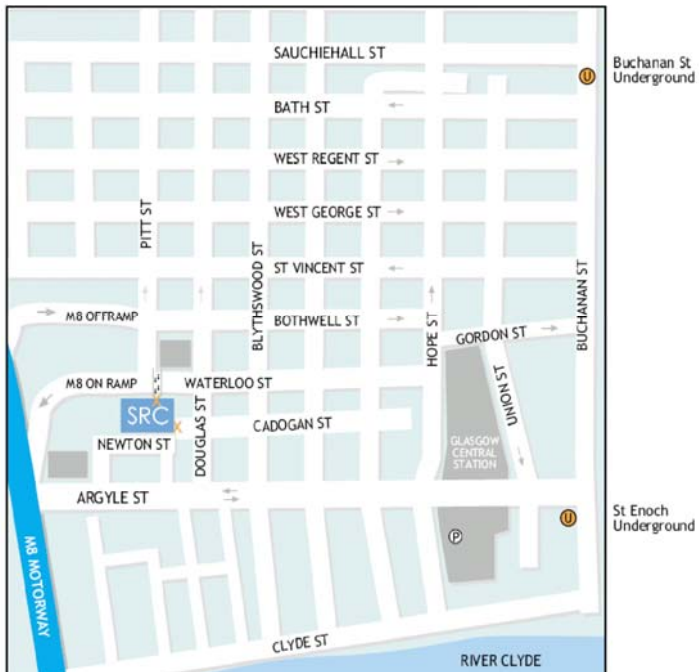 SAUCHIEHALL ST
Buchanan St
Underground
U
BATH ST
WEST REGENT ST
WEST GEORGE ST
PITT ST
BLYTHSWOOD ST
ST VINCENT ST
BUCHANAN ST
M8 OFFRAMP
BOTHWELL ST
HOPE ST
GORDON ST
M8 ON RAMP
WATERLOO ST
UNION ST
SRC
X
X
DOUGLAS ST
CADOGAN ST
NEWTON ST
GLASGOW
CENTRAL
STATION
ARGYLE ST
U
St Enoch
Underground
P
M8 MOTORWAY
CLYDE ST
RIVER CLYDE